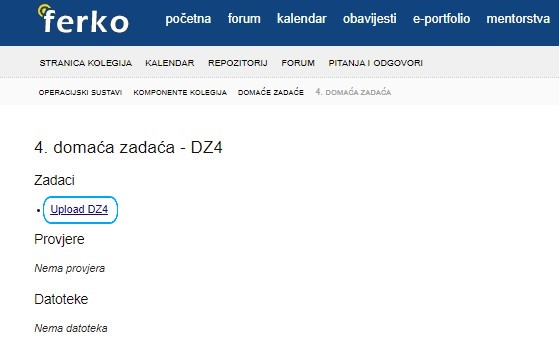 ferko
početna forum kalendar obavijesti e-portfolio mentorstva
STRANICA KOLEGIJA KALENDAR REPOZITORIJ FORUM PITANJA I ODGOVORI
OPERACIJSKI SUSTAVI KOMPONENTE KOLEGIJA DOMAĆE ZADAĆE 4. DOMAĆA ZADAĆA
4. domaća zadaća - DZ4
Zadaci
• Upload DZ4
Provjere
Nema provjera
Datoteke
Nema datoteka